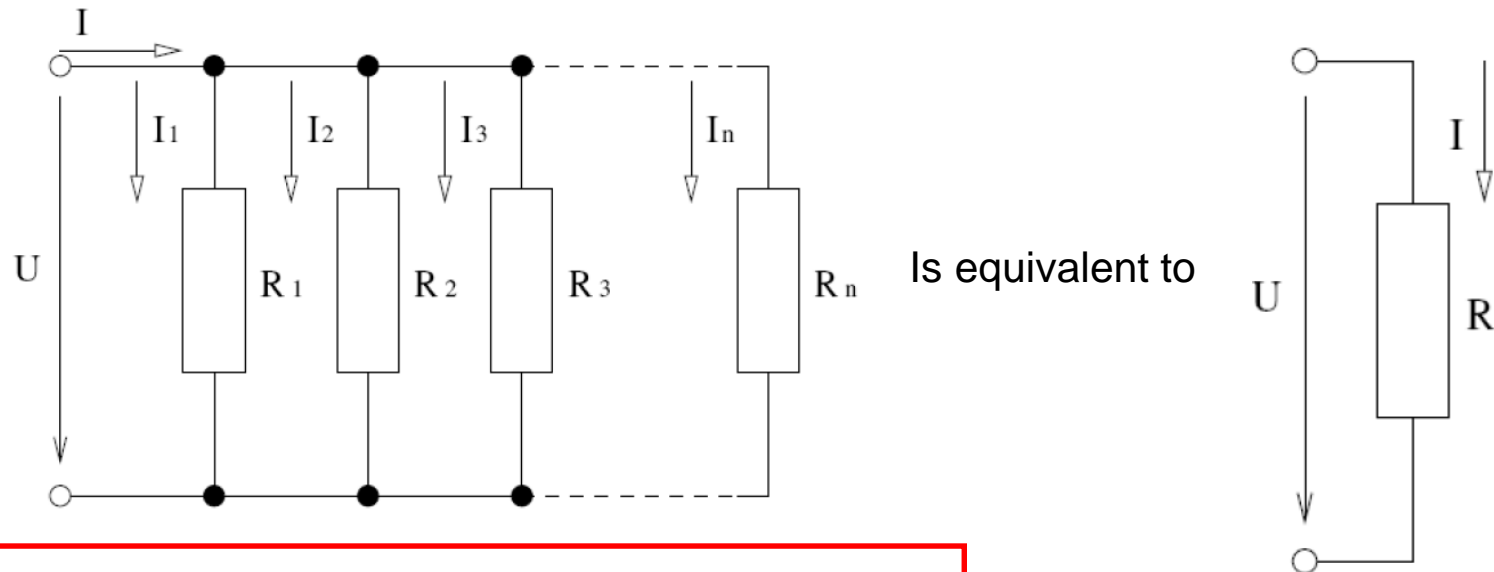 I
I1 I2 I3 In
U
R1 R2 R3 Rn
Is equivalent to
I
U
R